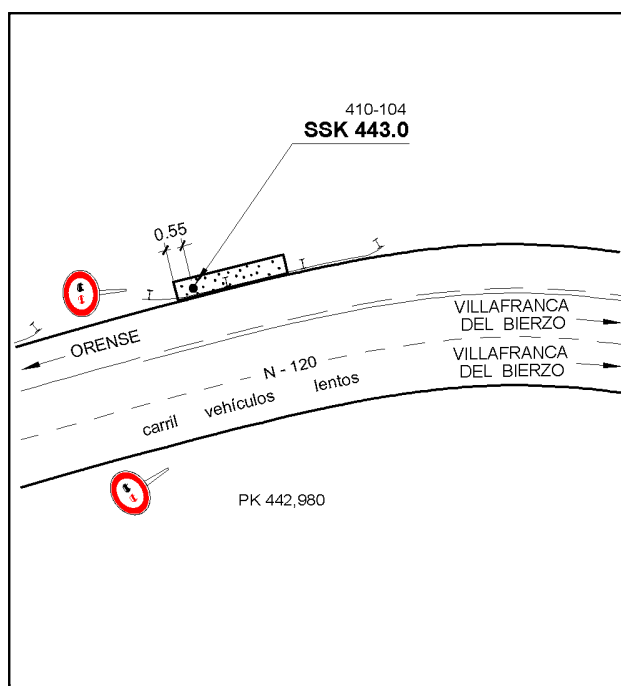 410-104
SSK 443.0
0.55
VILLAFRANCA
DEL BIERZO
ORENSE
VILLAFRANCA
DEL BIERZO
N - 120
carril vehículos lentos
PK 442,980